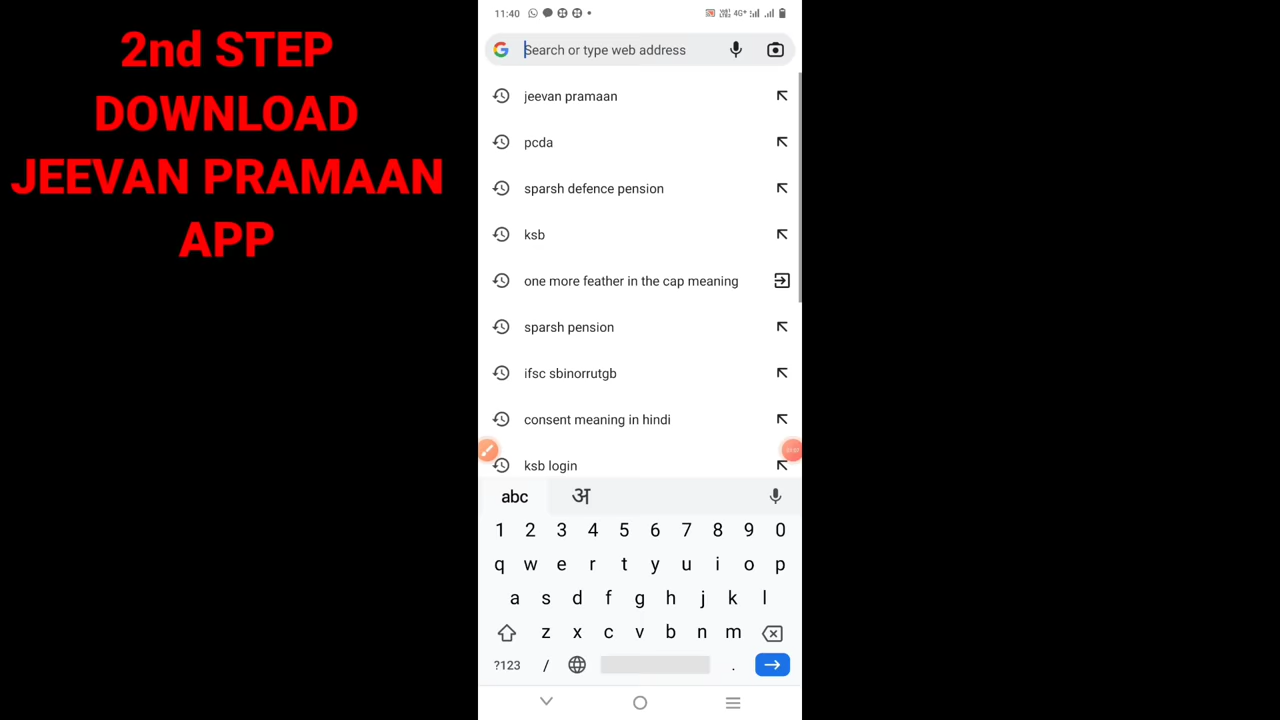 2nd STEP
DOWNLOAD
JEEVAN PRAMAAN
APP
11:40
4G+
Search or type web address
jeevan pramaan
pcda
sparsh defence pension
ksb
one more feather in the cap meaning
sparsh pension
ifsc sbinorrutgb
consent meaning in hindi
ksb login
abc अ
1 2 3 4 5 6 7 8 9 0
q w e r t y u i o p
a s d f g h j k l
z x c v b n m
?123 / .